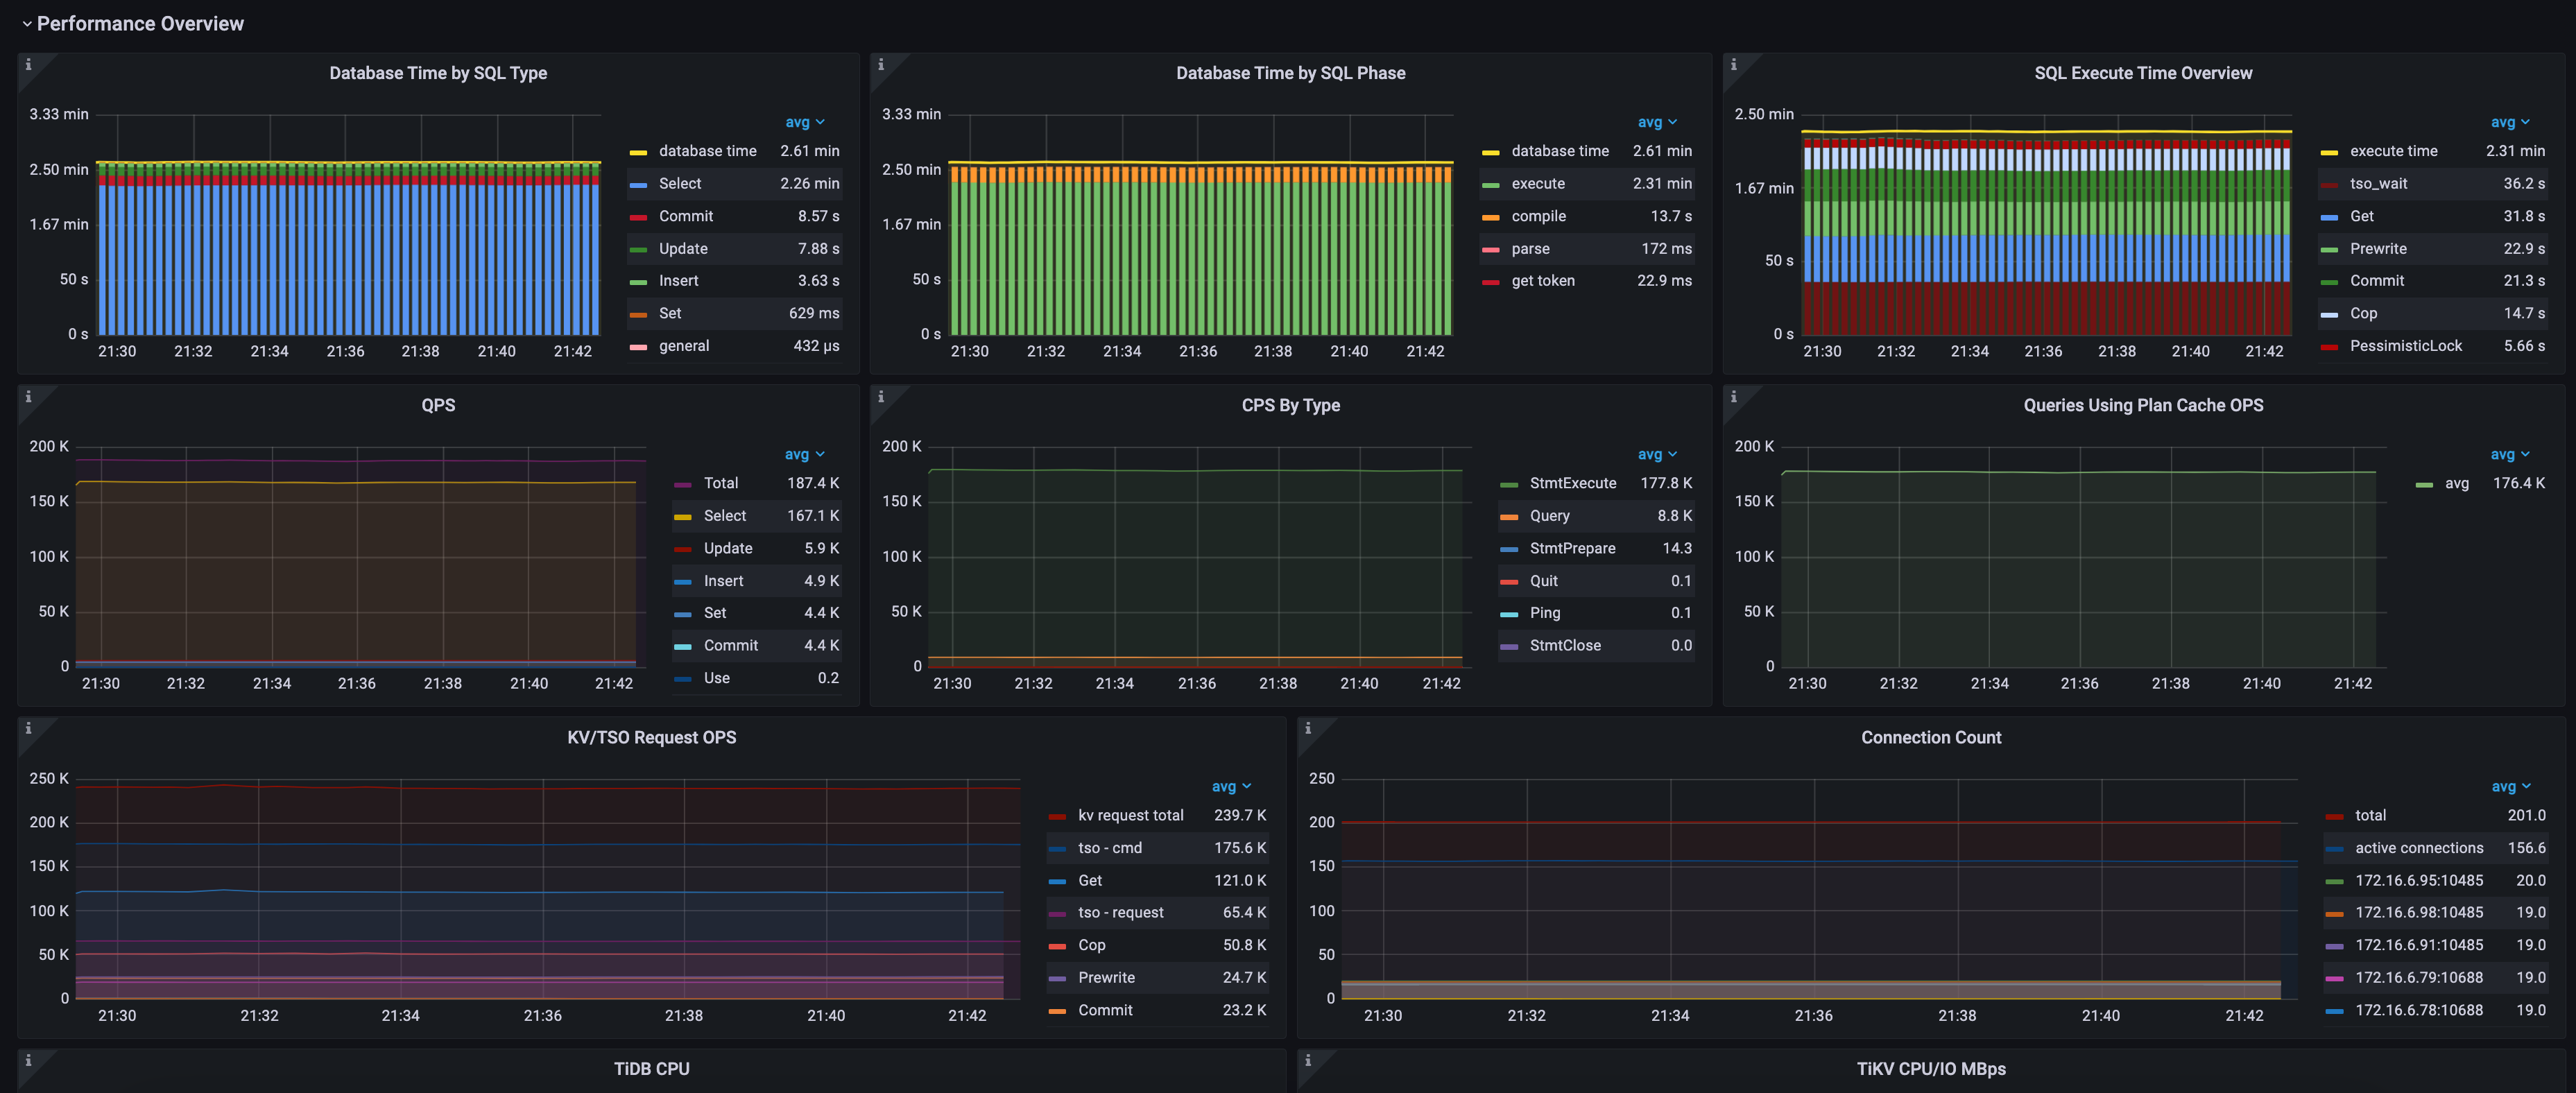 Performance Overview
Database Time by SQL Type
3.33 min
2.50 min
1.67 min
50 s
0 s
21:30 21:32 21:34 21:36 21:38 21:40 21:42
avg
database time 2.61 min
Select 2.26 min
Commit 8.57 s
Update 7.88 s
Insert 3.63 s
Set 629 ms
general 432 µs
Database Time by SQL Phase
3.33 min
2.50 min
1.67 min
50 s
0 s
21:30 21:32 21:34 21:36 21:38 21:40 21:42
avg
database time 2.61 min
execute 2.31 min
compile 13.7 s
parse 172 ms
get token 22.9 ms
SQL Execute Time Overview
2.50 min
1.67 min
50 s
0 s
21:30 21:32 21:34 21:36 21:38 21:40 21:42
avg
execute time 2.31 min
tso_wait 36.2 s
Get 31.8 s
Prewrite 22.9 s
Commit 21.3 s
Cop 14.7 s
PessimisticLock 5.66 s
QPS
200 K
150 K
100 K
50 K
0
21:30 21:32 21:34 21:36 21:38 21:40 21:42
avg
Total 187.4 K
Select 167.1 K
Update 5.9 K
Insert 4.9 K
Set 4.4 K
Commit 4.4 K
Use 0.2
CPS By Type
200 K
150 K
100 K
50 K
0
21:30 21:32 21:34 21:36 21:38 21:40 21:42
avg
StmtExecute 177.8 K
Query 8.8 K
StmtPrepare 14.3
Quit 0.1
Ping 0.1
StmtClose 0.0
Queries Using Plan Cache OPS
200 K
150 K
100 K
50 K
0
21:30 21:32 21:34 21:36 21:38 21:40 21:42
avg
avg 176.4 K
KV/TSO Request OPS
250 K
200 K
150 K
100 K
50 K
0
21:30 21:32 21:34 21:36 21:38 21:40 21:42
avg
kv request total 239.7 K
tso - cmd 175.6 K
Get 121.0 K
tso - request 65.4 K
Cop 50.8 K
Prewrite 24.7 K
Commit 23.2 K
Connection Count
250
200
150
100
50
0
21:30 21:32 21:34 21:36 21:38 21:40 21:42
avg
total 201.0
active connections 156.6
172.16.6.95:10485 20.0
172.16.6.98:10485 19.0
172.16.6.91:10485 19.0
172.16.6.79:10688 19.0
172.16.6.78:10688 19.0
TiDB CPU
TiKV CPU/IO MBps